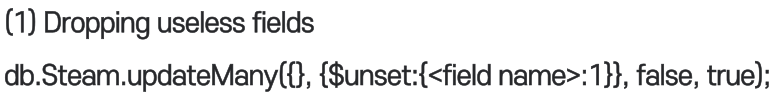 (1) Dropping useless fields
db.Steam.updateMany({}, {$unset:{<field name>:1}}, false, true);